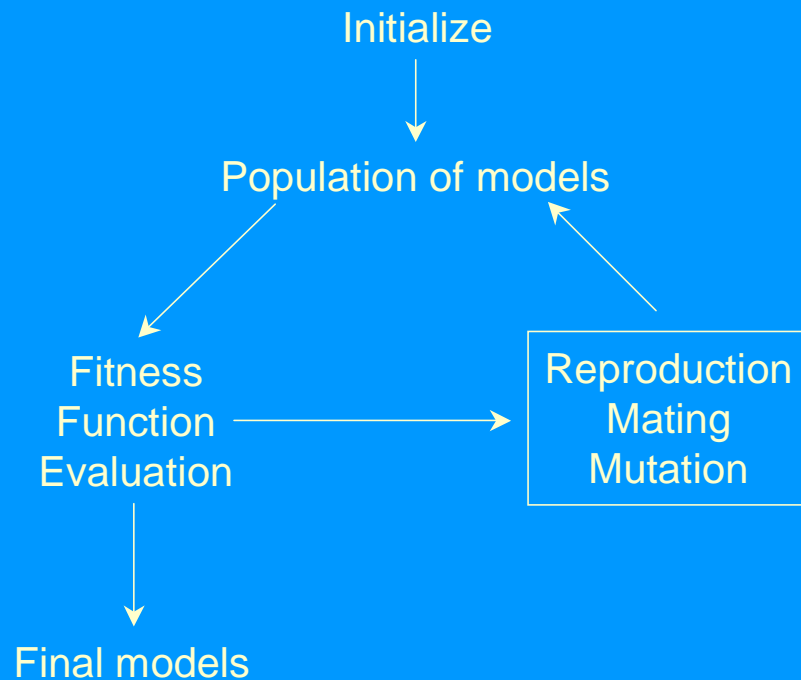 Initialize
Population of models
Fitness
Function
Evaluation
Reproduction
Mating
Mutation
Final models